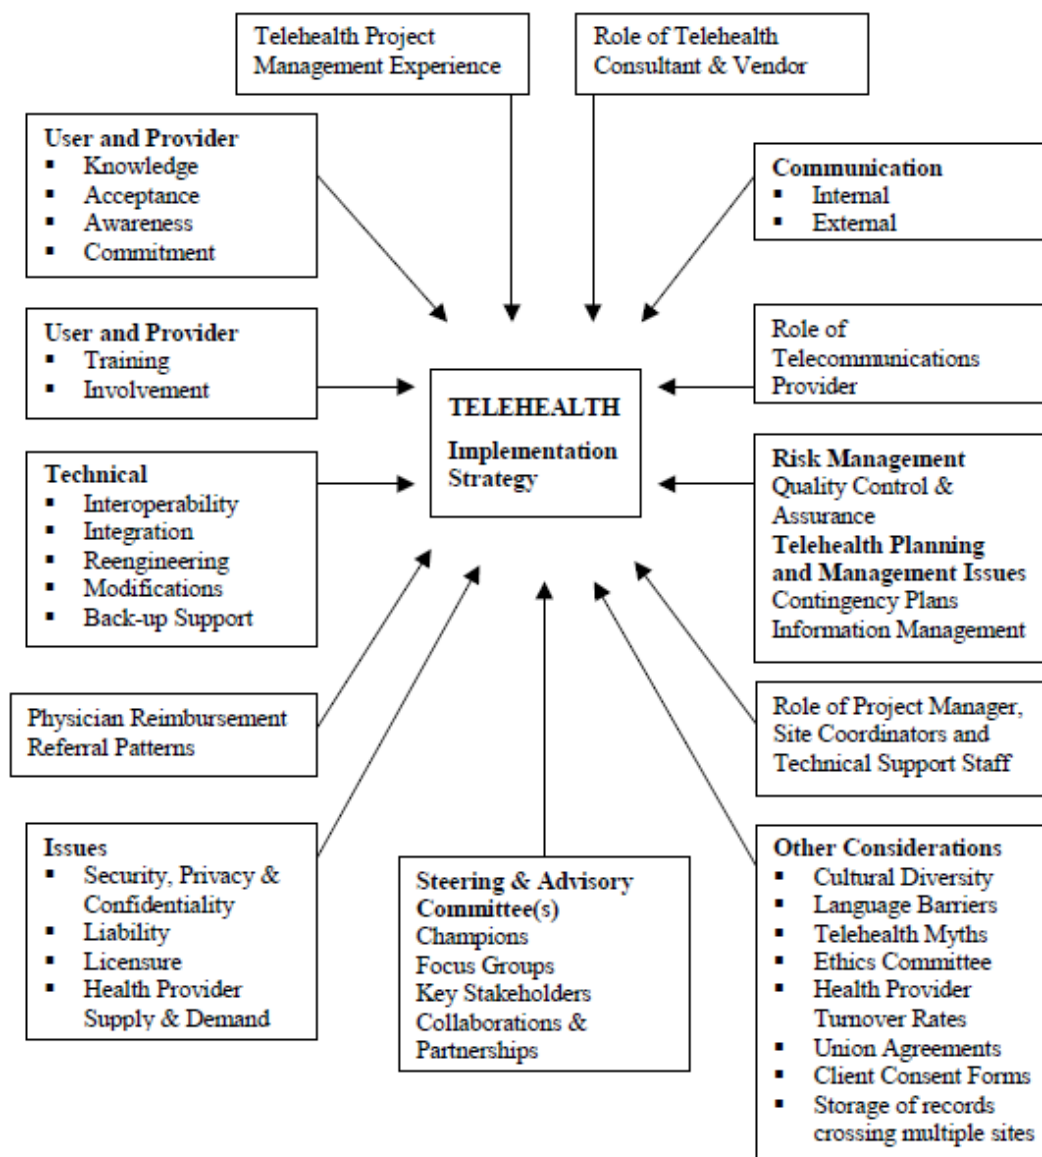 Telehealth Project
Management Experience
Role of Telehealth
Consultant & Vendor
User and Provider
▪ Knowledge
▪ Acceptance
▪ Awareness
▪ Commitment
Communication
▪ Internal
▪ External
User and Provider
▪ Training
▪ Involvement
Role of
Telecommunications
Provider
TELEHEALTH
Implementation
Strategy
Technical
▪ Interoperability
▪ Integration
▪ Reengineering
▪ Modifications
▪ Back-up Support
Risk Management
Quality Control &
Assurance
Telehealth Planning
and Management Issues
Contingency Plans
Information Management
Physician Reimbursement
Referral Patterns
Role of Project Manager,
Site Coordinators and
Technical Support Staff
Issues
▪ Security, Privacy &
Confidentiality
▪ Liability
▪ Licensure
▪ Health Provider
Supply & Demand
Steering & Advisory
Committee(s)
Champions
Focus Groups
Key Stakeholders
Collaborations &
Partnerships
Other Considerations
▪ Cultural Diversity
▪ Language Barriers
▪ Telehealth Myths
▪ Ethics Committee
▪ Health Provider
Turnover Rates
▪ Union Agreements
▪ Client Consent Forms
▪ Storage of records
crossing multiple sites